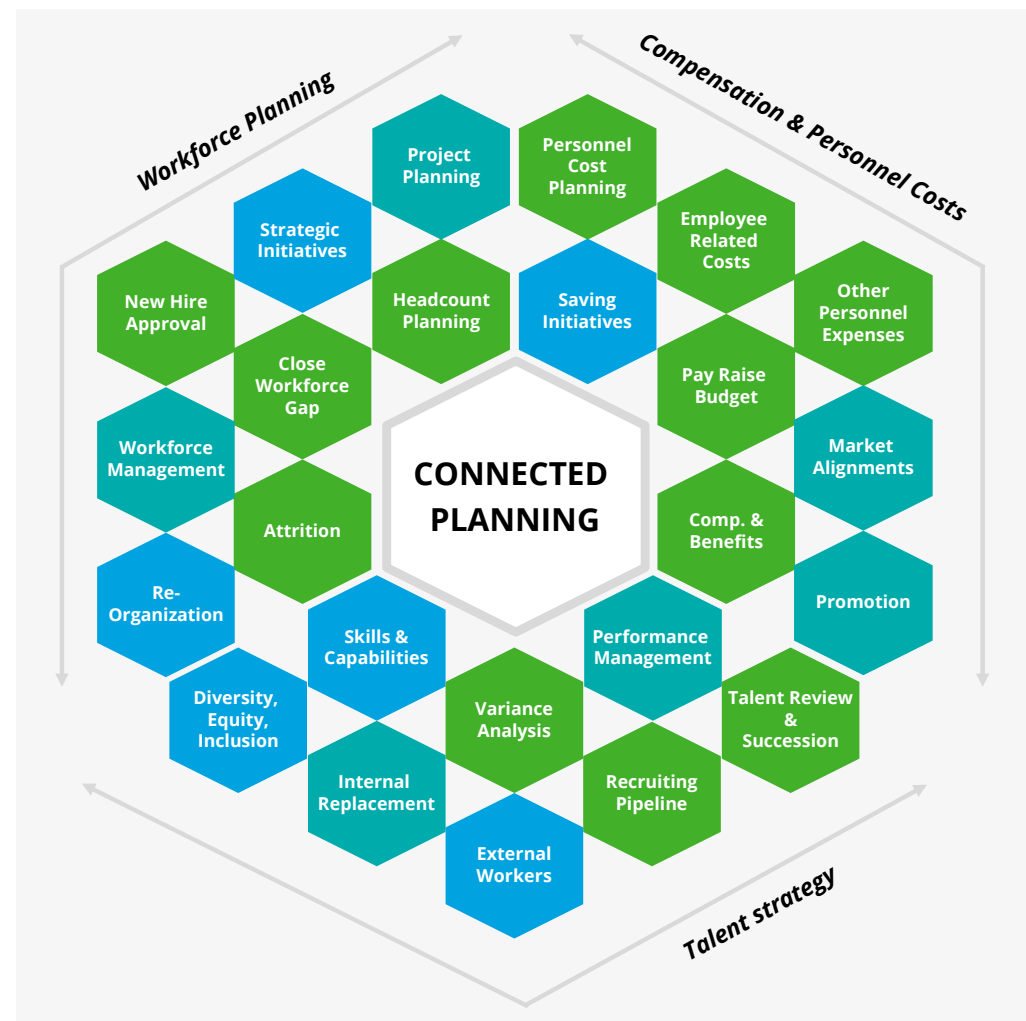 Workforce Planning
Compensation & Personnel Costs
Project
Planning
Personnel
Cost
Planning
Strategic
Initiatives
Employee
Related
Costs
New Hire
Approval
Headcount
Planning
Saving
Initiatives
Other
Personnel
Expenses
Close
Workforce
Gap
Pay Raise
Budget
Workforce
Management
CONNECTED
PLANNING
Market
Alignments
Attrition
Comp. &
Benefits
Re-
Organization
Promotion
Skills &
Capabilities
Performance
Management
Diversity,
Equity,
Inclusion
Variance
Analysis
Talent Review
&
Succession
Internal
Replacement
Recruiting
Pipeline
External
Workers
Talent strategy